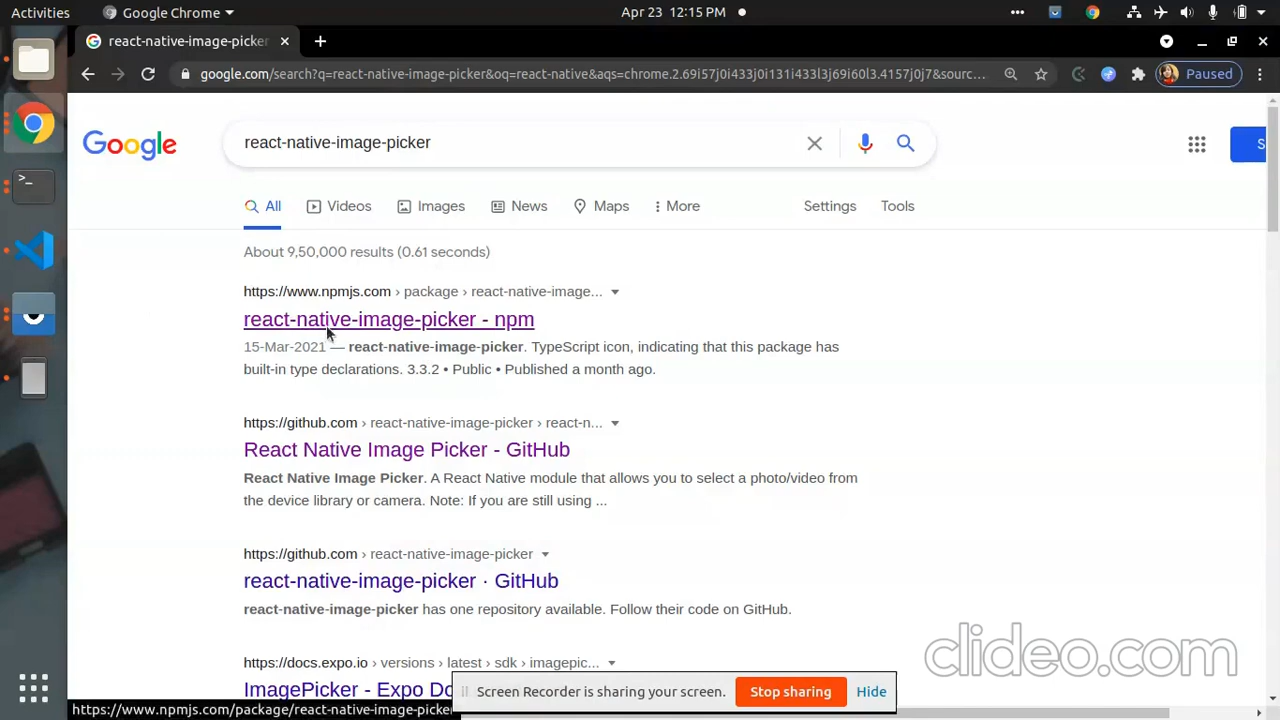 Activities
Google Chrome
Apr 23 12:15 PM
react-native-image-picker
google.com/search?q=react-native-image-picker&oq=react-native&aqs=chrome.2.69i57j0i433j0i131i433l3j69i60l3.4157j0j7&sourc...
Paused
Google
react-native-image-picker
All
Videos
Images
News
Maps
More
Settings
Tools
S
About 9,50,000 results (0.61 seconds)
https://www.npmjs.com › package › react-native-image...
react-native-image-picker - npm
15-Mar-2021 — react-native-image-picker. TypeScript icon, indicating that this package has
built-in type declarations. 3.3.2 • Public • Published a month ago.
https://github.com › react-native-image-picker › react-n...
React Native Image Picker - GitHub
React Native Image Picker. A React Native module that allows you to select a photo/video from
the device library or camera. Note: If you are still using ...
https://github.com › react-native-image-picker
react-native-image-picker · GitHub
react-native-image-picker has one repository available. Follow their code on GitHub.
https://docs.expo.io › versions › latest › sdk › imagepic...
ImagePicker - Expo Do
clideo.com
Screen Recorder is sharing your screen.
Stop sharing
Hide
https://www.npmjs.com/package/react-native-image-picker